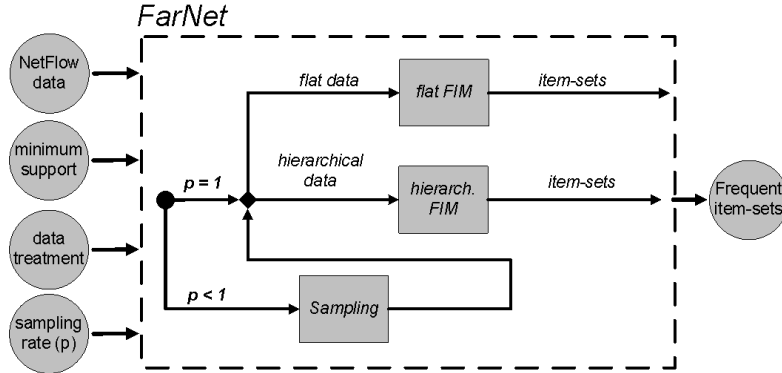 FarNet
NetFlow
data
minimum
support
data
treatment
sampling
rate (p)
flat data
flat FIM
item-sets
p = 1
hierarchical
data
hierarch.
FIM
item-sets
p < 1
Sampling
Frequent
item-sets